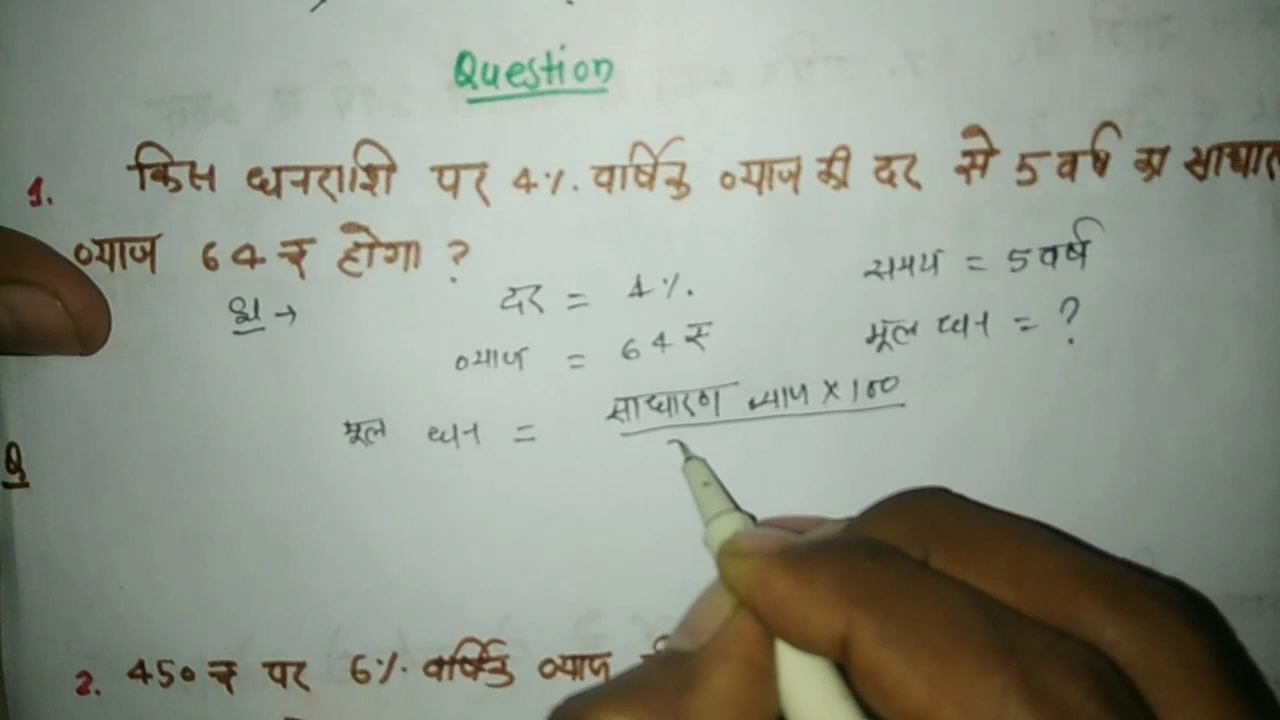 Question
1. किस धनराशि पर 4% वार्षिक ब्याज की दर से 5 वर्ष का साधारण
ब्याज 64 ₹ होगा ?
दर = 4%
समय = 5 वर्ष
ब्याज = 64 ₹
मूल धन = ?
मूल धन = साधारण ब्याज × 100
Q
2. 450 ₹ पर 6% वार्षिक ब्याज